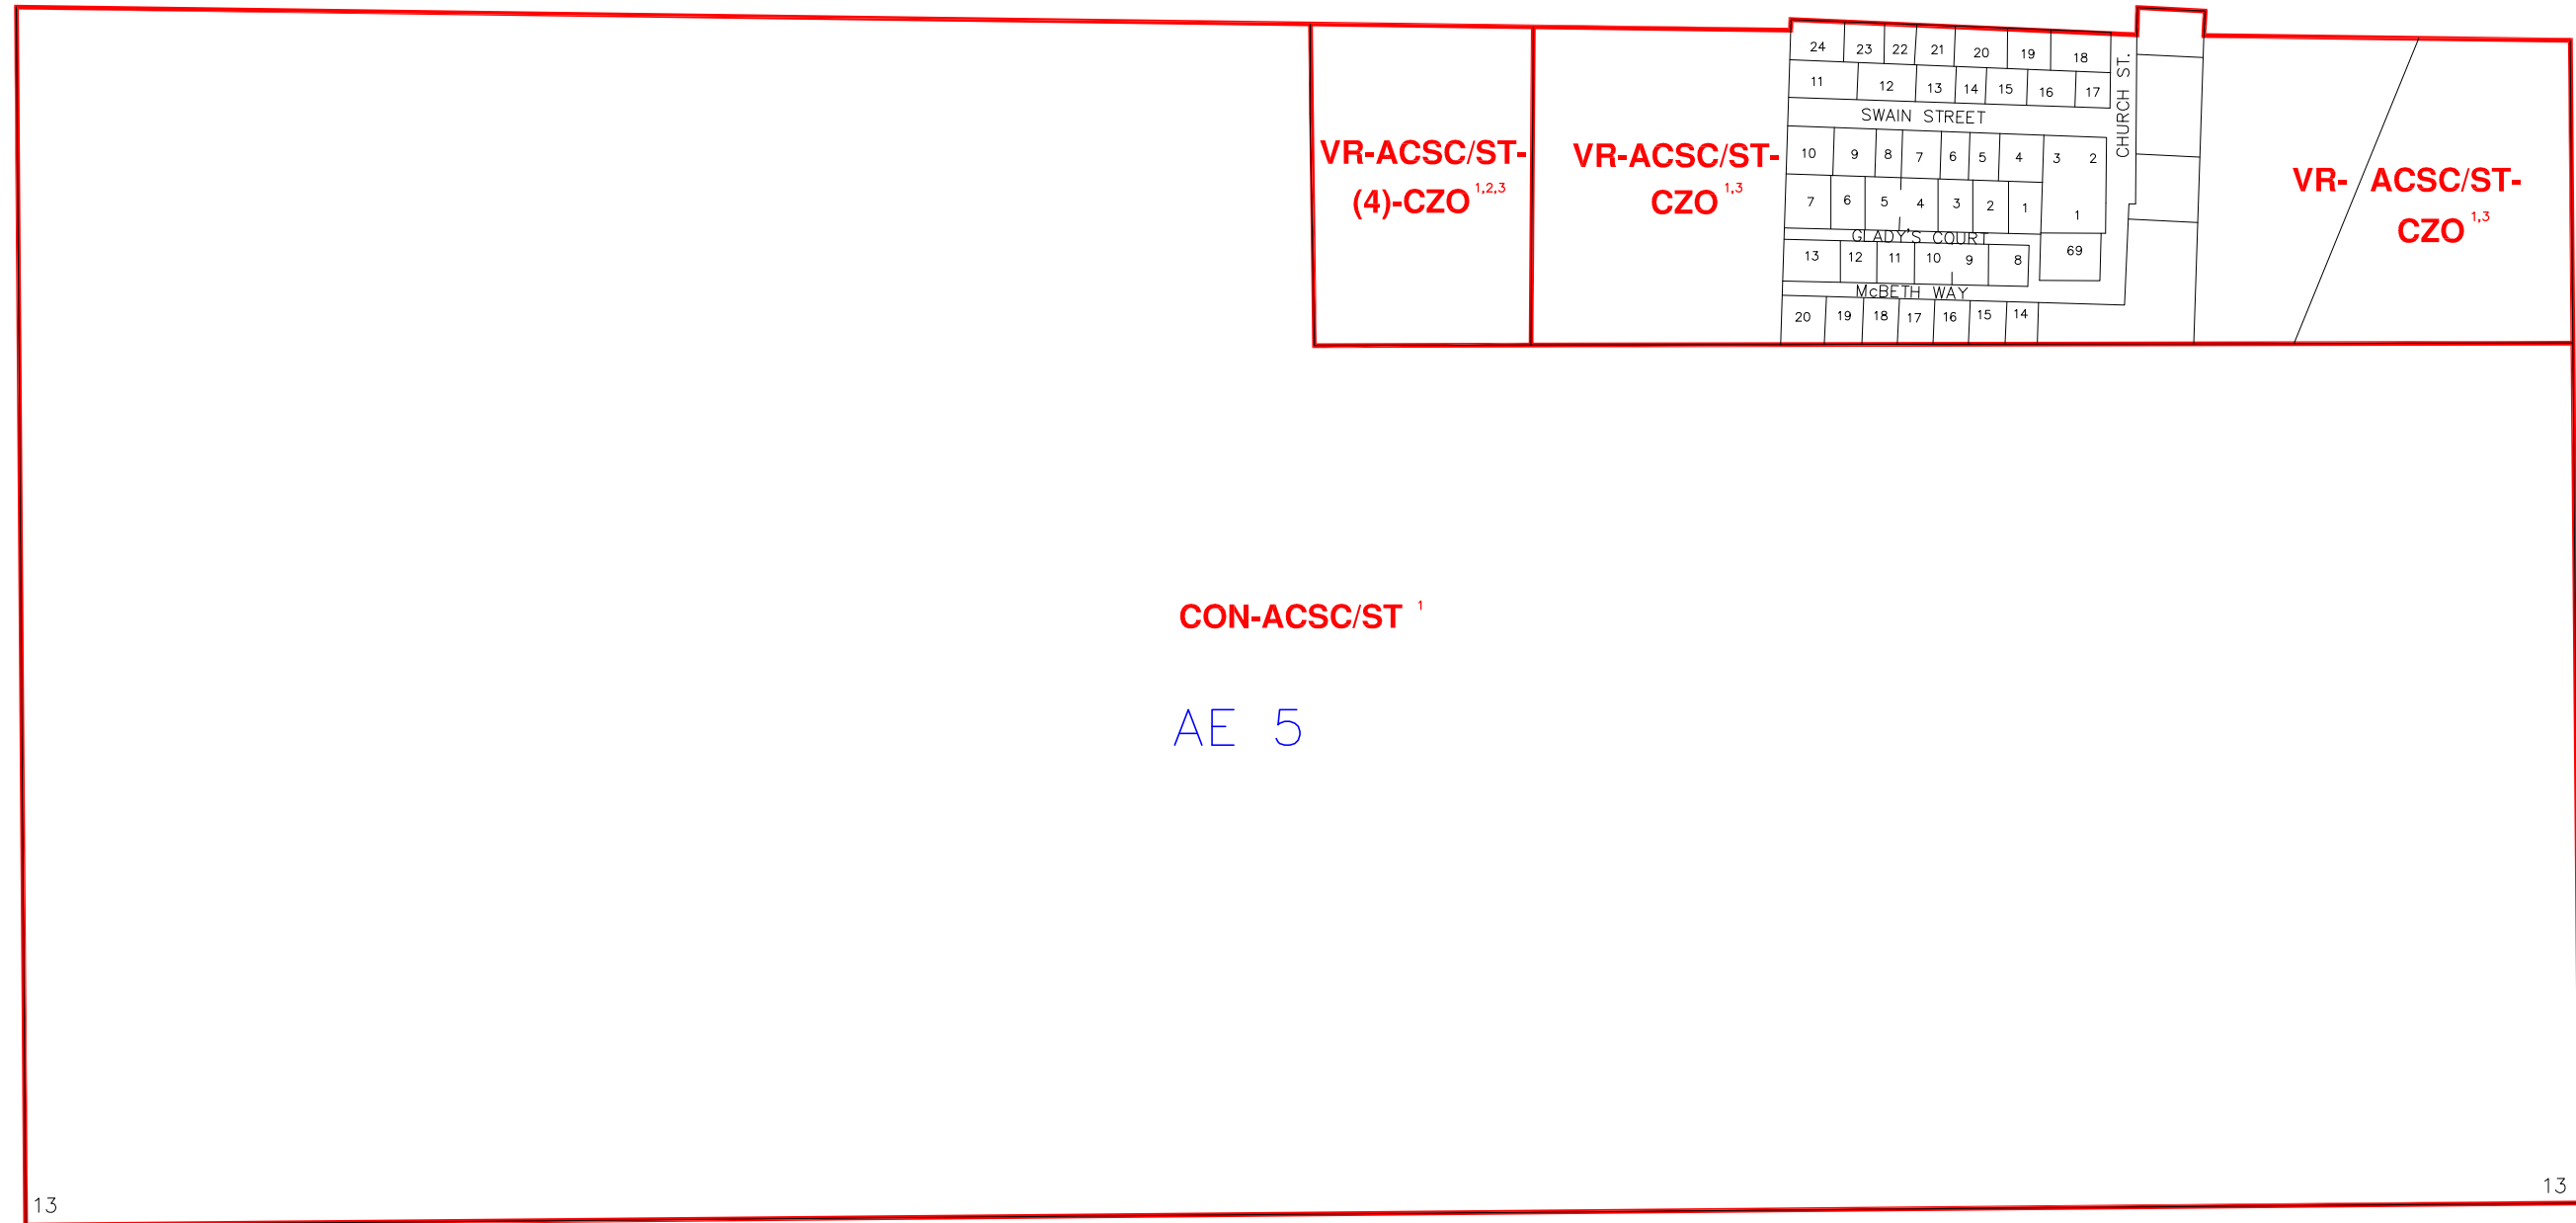 24 23 22 21 20 19 18
11 12 13 14 15 16 17
SWAIN STREET
CHURCH ST.
10 9 8 7 6 5 4 3 2
7 6 5 4 3 2 1 1
GLADY'S COURT
13 12 11 10 9 8 69
McBETH WAY
20 19 18 17 16 15 14
VR-ACSC/ST-
(4)-CZO 1,2,3
VR-ACSC/ST-
CZO 1,3
VR- ACSC/ST-
CZO 1,3
CON-ACSC/ST 1
AE 5
13
13